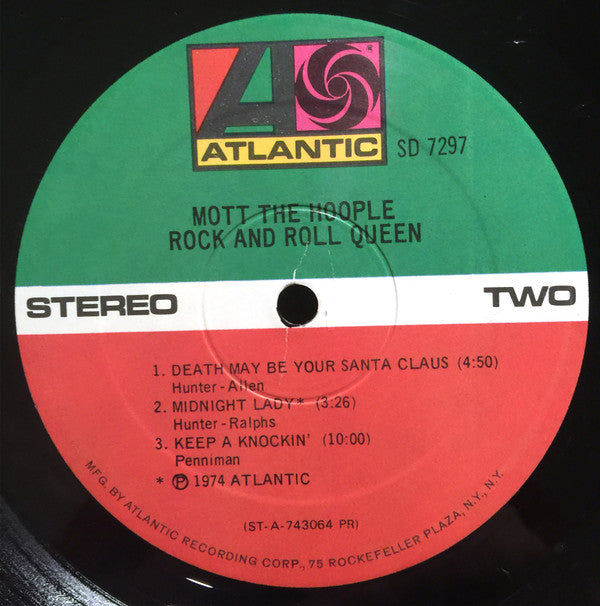 ®
ATLANTIC SD 7297
MOTT THE HOOPLE
ROCK AND ROLL QUEEN
STEREO TWO
1. DEATH MAY BE YOUR SANTA CLAUS (4:50)
Hunter-Allen
2. MIDNIGHT LADY* (3:26)
Hunter-Ralphs
3. KEEP A KNOCKIN' (10:00)
Penniman
* ℗ 1974 ATLANTIC
(ST-A-743064 PR)
MFG. BY ATLANTIC RECORDING CORP., 75 ROCKEFELLER PLAZA, N.Y., N.Y.